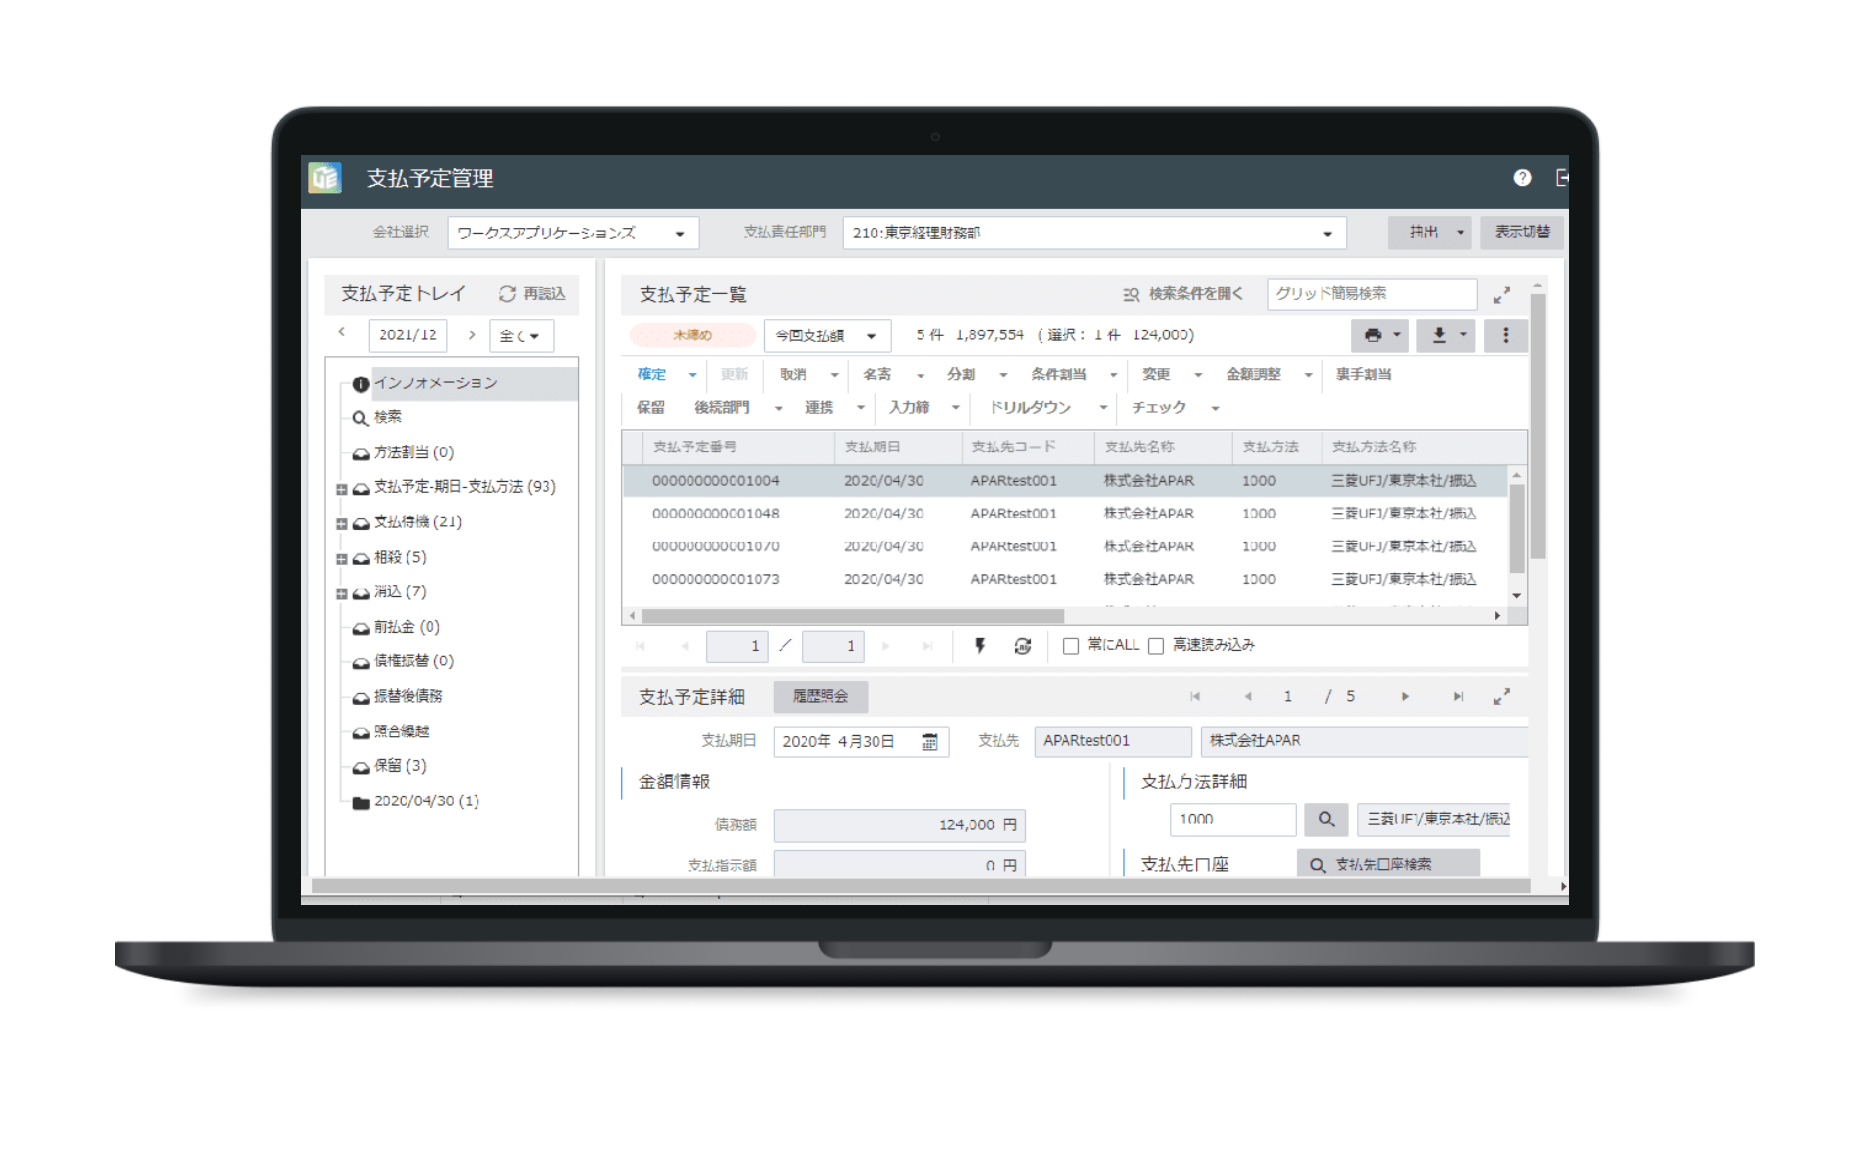 支払予定管理
会社選択 ワークスアプリケーションズ 支払責任部門 210:東京経理財務部 抽出 表示切替
支払予定トレイ 再読込
2021/12 全て
インフォメーション
検索
方法割当 (0)
支払予定-期日-支払方法 (93)
支払待機 (21)
相殺 (5)
消込 (7)
前払金 (0)
債権振替 (0)
振替後債務
照合繰越
保留 (3)
2020/04/30 (1)
支払予定一覧 検索条件を開く グリッド簡易検索
未締め 今回支払額 5 件 1,897,554 ( 選択 : 1 件 124,000)
確定 更新 取消 名寄 分割 条件割当 変更 金額調整 裏手割当
保留 後続部門 連携 入力締 ドリルダウン チェック
支払予定番号 支払期日 支払先コード 支払先名称 支払方法 支払方法名称
000000000001004 2020/04/30 APARtest001 株式会社APAR 1000 三菱UFJ/東京本社/振込
000000000001048 2020/04/30 APARtest001 株式会社APAR 1000 三菱UFJ/東京本社/振込
000000000001070 2020/04/30 APARtest001 株式会社APAR 1000 三菱UFJ/東京本社/振込
000000000001073 2020/04/30 APARtest001 株式会社APAR 1000 三菱UFJ/東京本社/振込
1 / 1 常にALL 高速読み込み
支払予定詳細 履歴照会 1 / 5
支払期日 2020年 4月30日 支払先 APARtest001 株式会社APAR
金額情報 支払方法詳細
債務額 124,000 円 1000 三菱UFJ/東京本社/振込
支払指示額 0 円 支払先口座 支払先口座検索